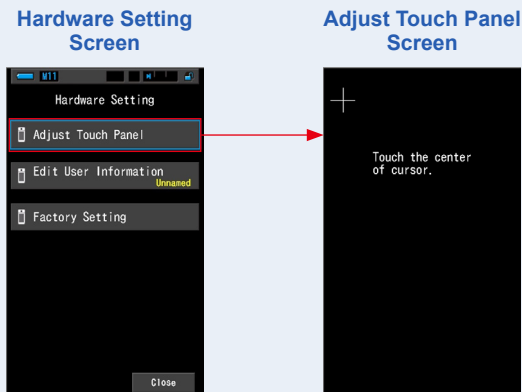 Hardware Setting
Screen
Adjust Touch Panel
Screen
M11
Hardware Setting
Adjust Touch Panel
Edit User Information
Unnamed
Factory Setting
Close
Touch the center
of cursor.